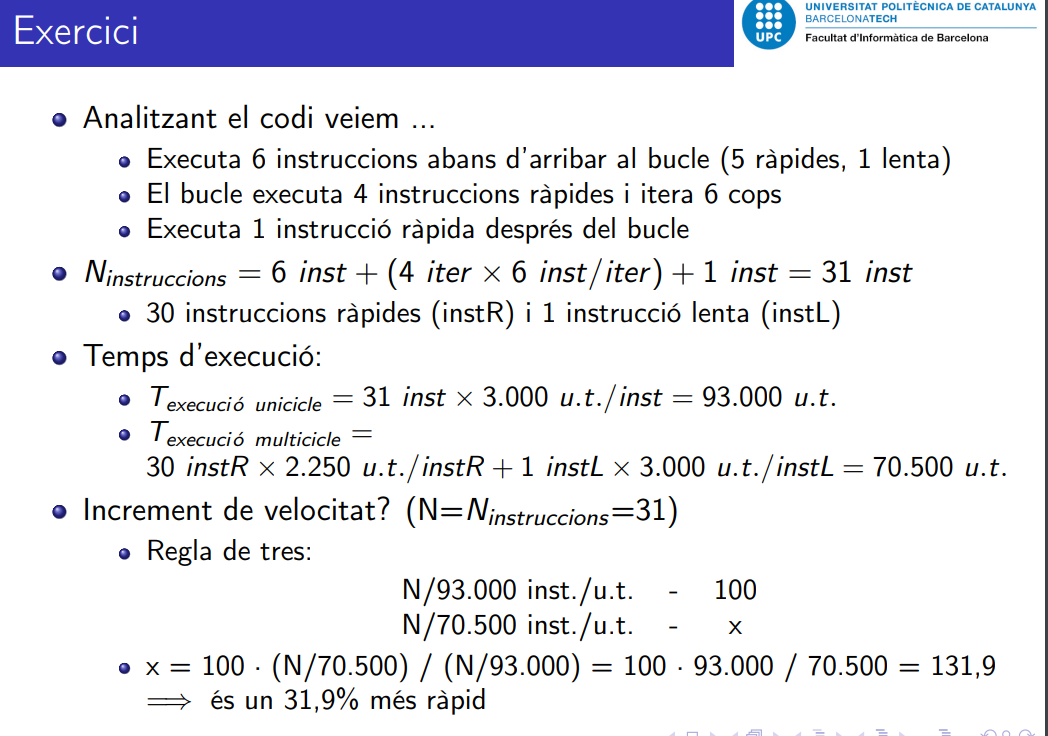 Exercici
UNIVERSITAT POLITÈCNICA DE CATALUNYA
BARCELONATECH
Facultat d'Informàtica de Barcelona
UPC
Analitzant el codi veiem ...
Executa 6 instruccions abans d'arribar al bucle (5 ràpides, 1 lenta)
El bucle executa 4 instruccions ràpides i itera 6 cops
Executa 1 instrucció ràpida després del bucle
N_instruccions = 6 inst + (4 iter × 6 inst/iter) + 1 inst = 31 inst
30 instruccions ràpides (instR) i 1 instrucció lenta (instL)
Temps d'execució:
T_execució unicicle = 31 inst × 3.000 u.t./inst = 93.000 u.t.
T_execució multicicle =
30 instR × 2.250 u.t./instR + 1 instL × 3.000 u.t./instL = 70.500 u.t.
Increment de velocitat? (N=N_instruccions=31)
Regla de tres:
N/93.000 inst./u.t. - 100
N/70.500 inst./u.t. - x
x = 100 · (N/70.500) / (N/93.000) = 100 · 93.000 / 70.500 = 131,9
⟹ és un 31,9% més ràpid